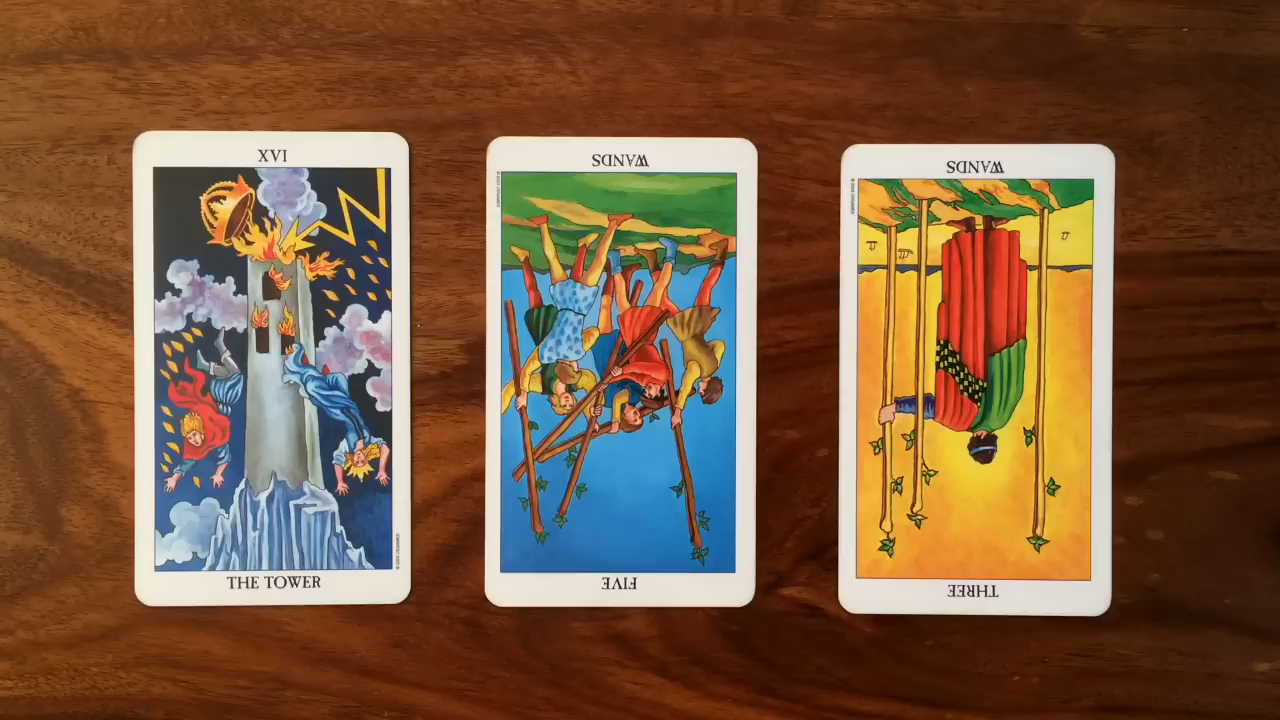 XVI
THE TOWER
WANDS
FIVE
WANDS
THREE